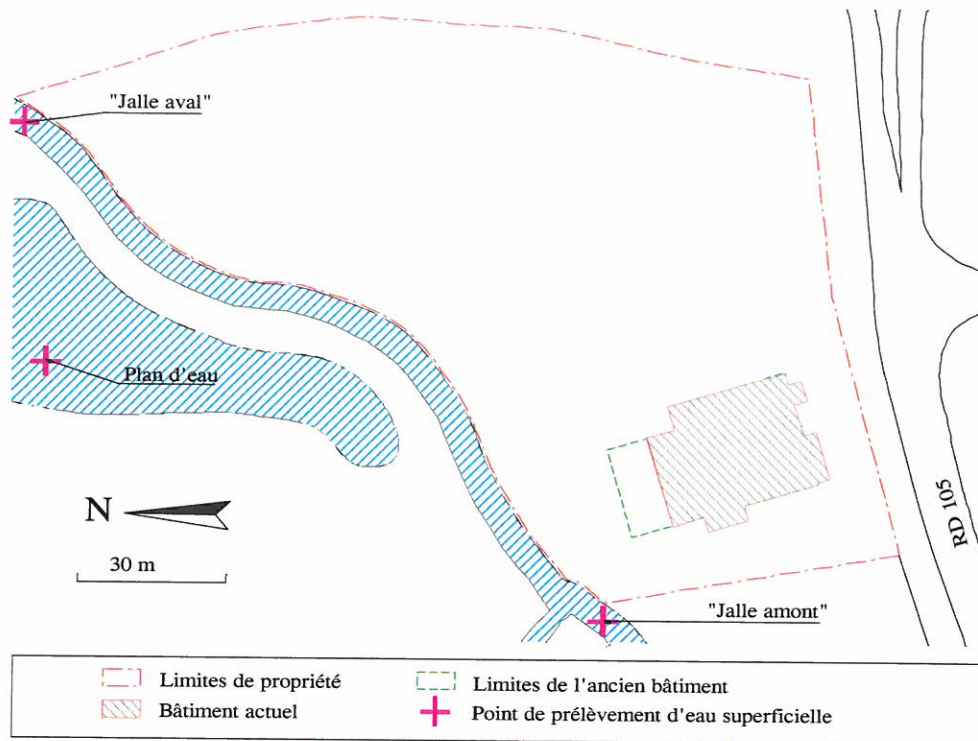 "Jalle aval"
Plan d'eau
N
30 m
RD 105
"Jalle amont"
Limites de propriété
Limites de l'ancien bâtiment
Bâtiment actuel
Point de prélèvement d'eau superficielle